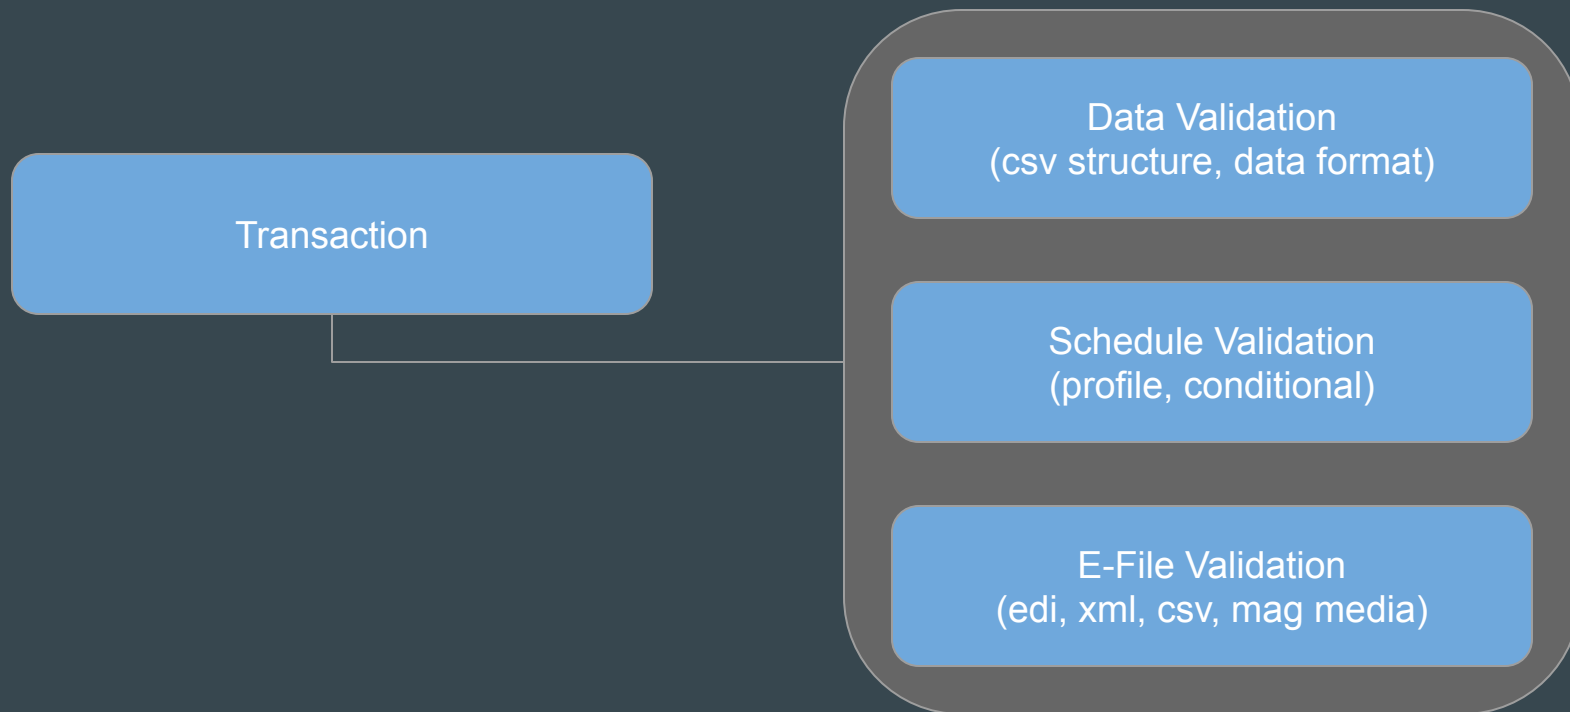 Transaction
Data Validation
(csv structure, data format)
Schedule Validation
(profile, conditional)
E-File Validation
(edi, xml, csv, mag media)